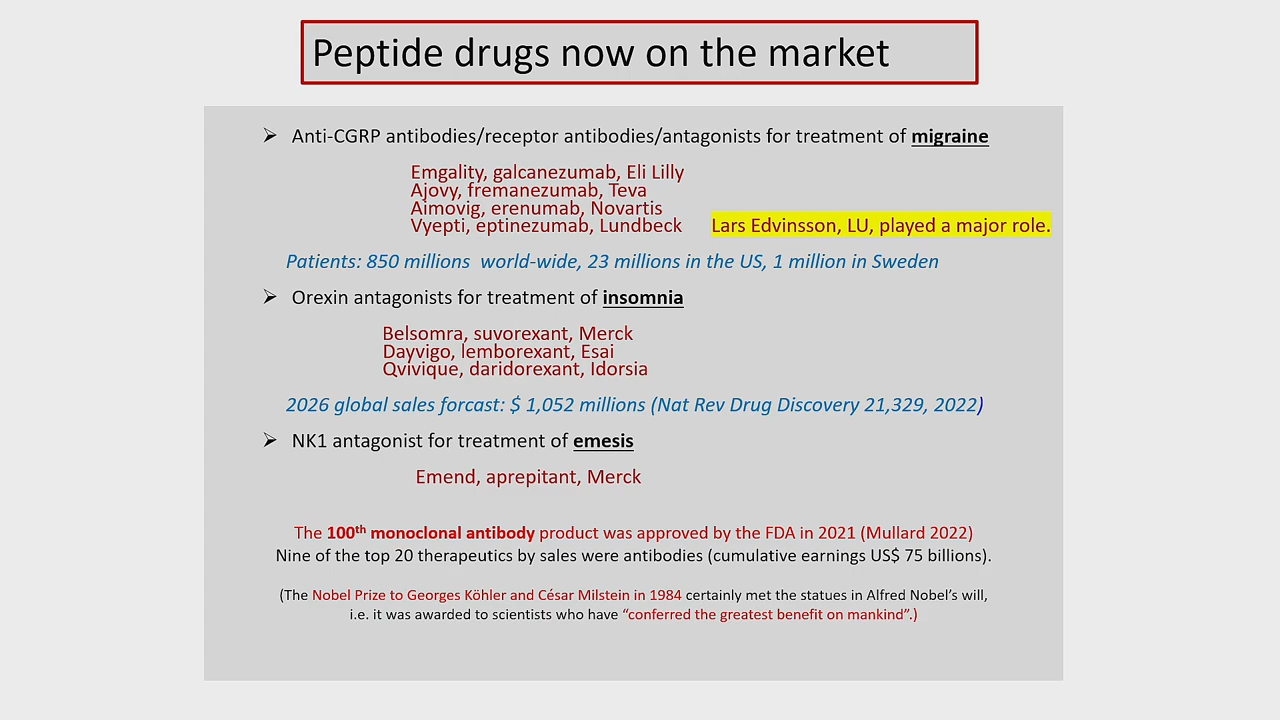 Peptide drugs now on the market
➢ Anti-CGRP antibodies/receptor antibodies/antagonists for treatment of migraine
Emgality, galcanezumab, Eli Lilly
Ajovy, fremanezumab, Teva
Aimovig, erenumab, Novartis
Vyepti, eptinezumab, Lundbeck Lars Edvinsson, LU, played a major role.
Patients: 850 millions world-wide, 23 millions in the US, 1 million in Sweden
➢ Orexin antagonists for treatment of insomnia
Belsomra, suvorexant, Merck
Dayvigo, lemborexant, Esai
Qvivique, daridorexant, Idorsia
2026 global sales forcast: $ 1,052 millions (Nat Rev Drug Discovery 21,329, 2022)
➢ NK1 antagonist for treatment of emesis
Emend, aprepitant, Merck
The 100th monoclonal antibody product was approved by the FDA in 2021 (Mullard 2022)
Nine of the top 20 therapeutics by sales were antibodies (cumulative earnings US$ 75 billions).
(The Nobel Prize to Georges Köhler and César Milstein in 1984 certainly met the statues in Alfred Nobel's will,
i.e. it was awarded to scientists who have “conferred the greatest benefit on mankind”.)